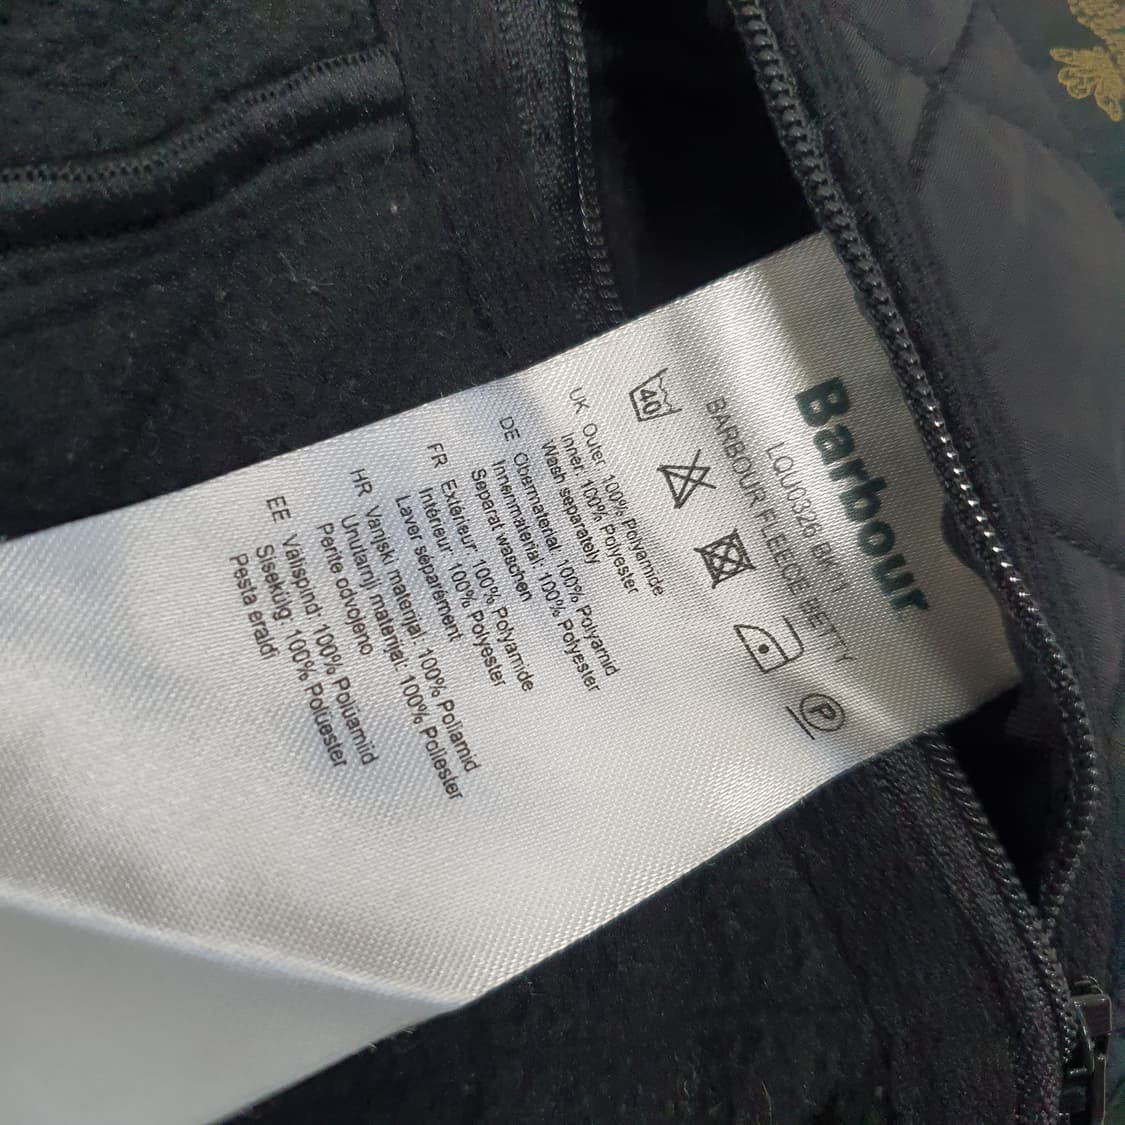 Barbour
LQU0326 BK11
BARBOUR FLEECE BETTY
40
P
UK Outer: 100% Polyamide
Inner: 100% Polyester
Wash separately
DE Obermaterial: 100% Polyamid
Innenmaterial: 100% Polyester
Separat waschen
FR Extérieur: 100% Polyamide
Intérieur: 100% Polyester
Laver séparément
HR Vanjski materijal: 100% Poliamid
Unutarnji materijal: 100% Poliester
Perite odvojeno
EE Välispind: 100% Polüamiid
Sisekülg: 100% Polüester
Pesta eraldi